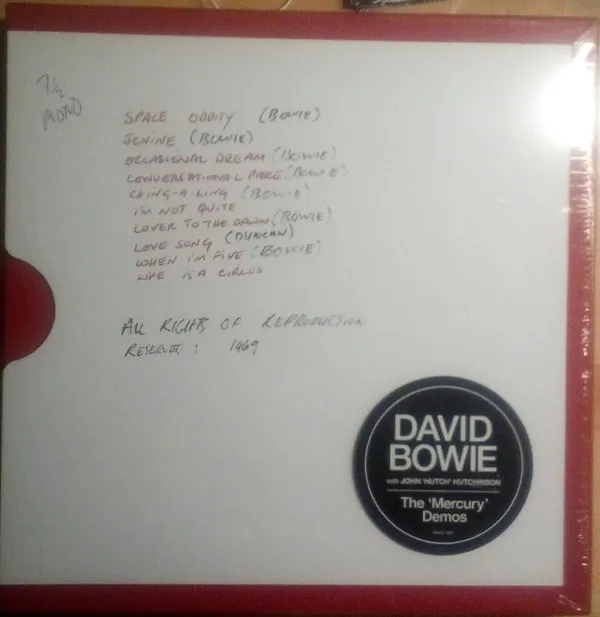 7½
MONO
SPACE ODDITY (BOWIE)
JENINE (BOWIE)
OCCASIONAL DREAM (BOWIE)
CONVERSATIONAL PIECE (BOWIE)
CHING-A-LING (BOWIE)
I'M NOT QUITE
LOVER TO THE DAWN (BOWIE)
LOVE SONG (DUNCAN)
WHEN I'M FIVE (BOWIE)
LIFE IS A CIRCUS
ALL RIGHTS OF REPRODUCTION
RESERVED : 1969
DAVID
BOWIE
with JOHN 'HUTCH' HUTCHINSON
The 'Mercury'
Demos